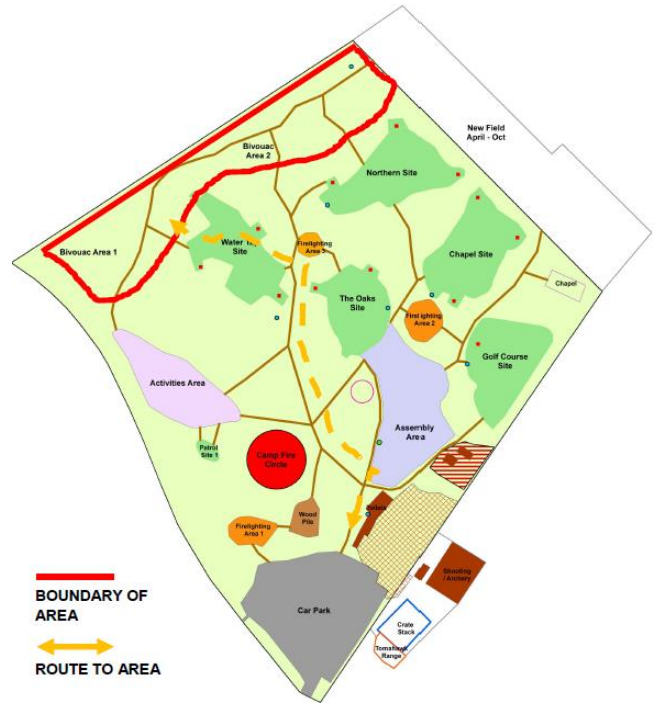 New Field
April - Oct
Bivouac
Area 2
Northern Site
Bivouac Area 1
Water
Site
Firelighting
Area 3
Chapel Site
Chapel
The Oaks
Site
Firelighting
Area 2
Golf Course
Site
Activities Area
Assembly
Area
Patrol
Site 1
Camp Fire
Circle
Wood
Pile
Firelighting
Area 1
Toilets
Shooting
/ Archery
Car Park
Crate
Stack
Tomahawk
Range
BOUNDARY OF
AREA
ROUTE TO AREA